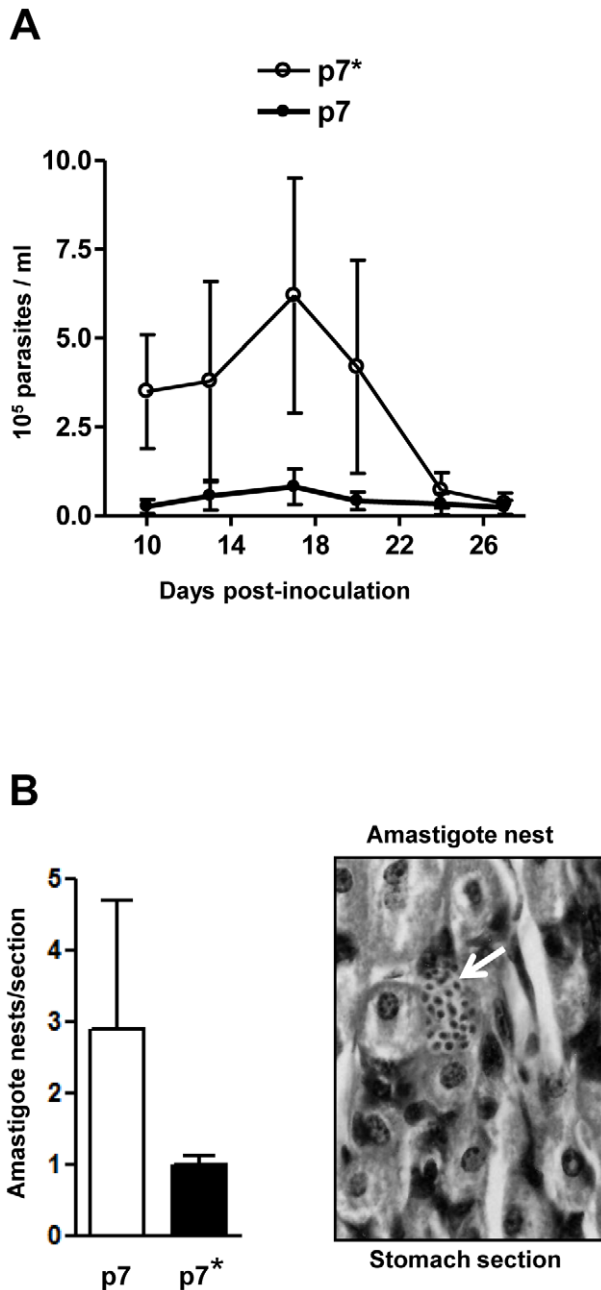 A
p7*
p7
10.0
7.5
5.0
2.5
0.0
10⁵ parasites / ml
10 14 18 22 26
Days post-inoculation
B
5
4
3
2
1
0
Amastigote nests/section
p7 p7*
Amastigote nest
Stomach section